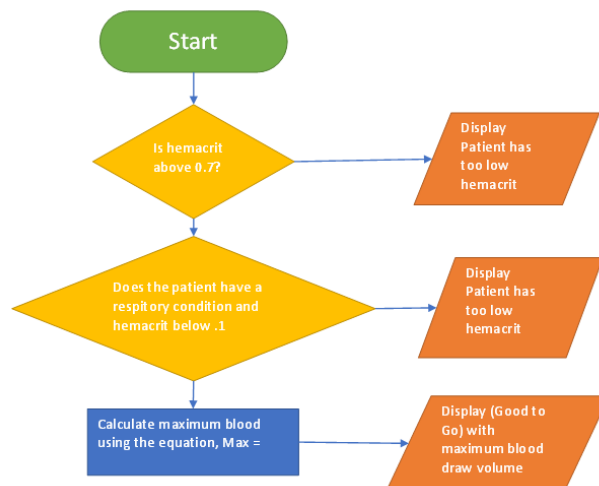 Start
Is hemacrit
above 0.7?
Display
Patient has
too low
hemacrit
Does the patient have a
respitory condition and
hemacrit below .1
Display
Patient has
too low
hemacrit
Calculate maximum blood
using the equation, Max =
Display (Good to
Go) with
maximum blood
draw volume